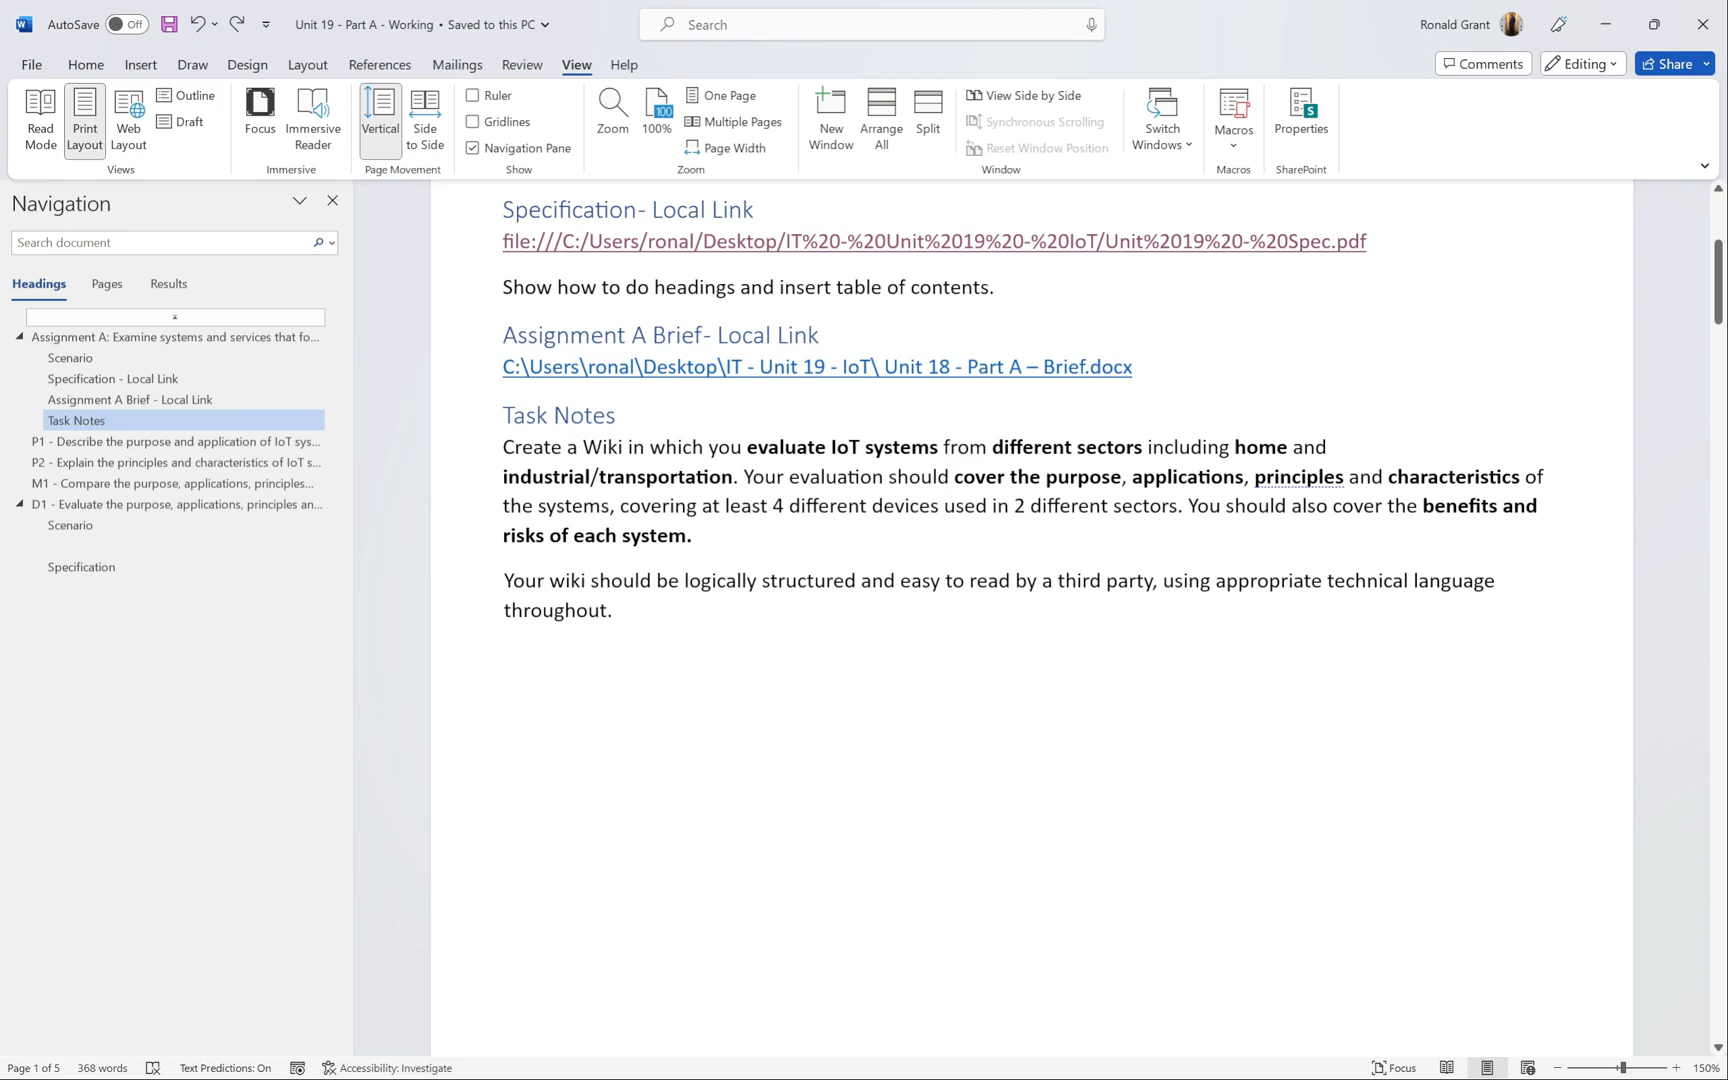 AutoSave Off Unit 19 - Part A - Working • Saved to this PC Search Ronald Grant
File Home Insert Draw Design Layout References Mailings Review View Help Comments Editing Share
Read Mode
Print Layout
Web Layout
Outline
Draft
Views
Focus
Immersive Reader
Immersive
Vertical
Side to Side
Page Movement
Ruler
Gridlines
Navigation Pane
Show
Zoom
100
100%
One Page
Multiple Pages
Page Width
Zoom
New Window
Arrange All
Split
View Side by Side
Synchronous Scrolling
Reset Window Position
Window
Switch Windows
Macros
Macros
S
Properties
SharePoint
Navigation
Search document
Headings Pages Results
Assignment A: Examine systems and services that fo...
Scenario
Specification - Local Link
Assignment A Brief - Local Link
Task Notes
P1 - Describe the purpose and application of IoT sys...
P2 - Explain the principles and characteristics of IoT s...
M1 - Compare the purpose, applications, principles...
D1 - Evaluate the purpose, applications, principles an...
Scenario
Specification
Specification - Local Link
file:///C:/Users/ronal/Desktop/IT%20-%20Unit%2019%20-%20IoT/Unit%2019%20-%20Spec.pdf
Show how to do headings and insert table of contents.
Assignment A Brief - Local Link
C:\Users\ronal\Desktop\IT - Unit 19 - IoT\ Unit 18 - Part A – Brief.docx
Task Notes
Create a Wiki in which you evaluate IoT systems from different sectors including home and
industrial/transportation. Your evaluation should cover the purpose, applications, principles and characteristics of
the systems, covering at least 4 different devices used in 2 different sectors. You should also cover the benefits and
risks of each system.
Your wiki should be logically structured and easy to read by a third party, using appropriate technical language
throughout.
Page 1 of 5 368 words Text Predictions: On Accessibility: Investigate Focus 150%